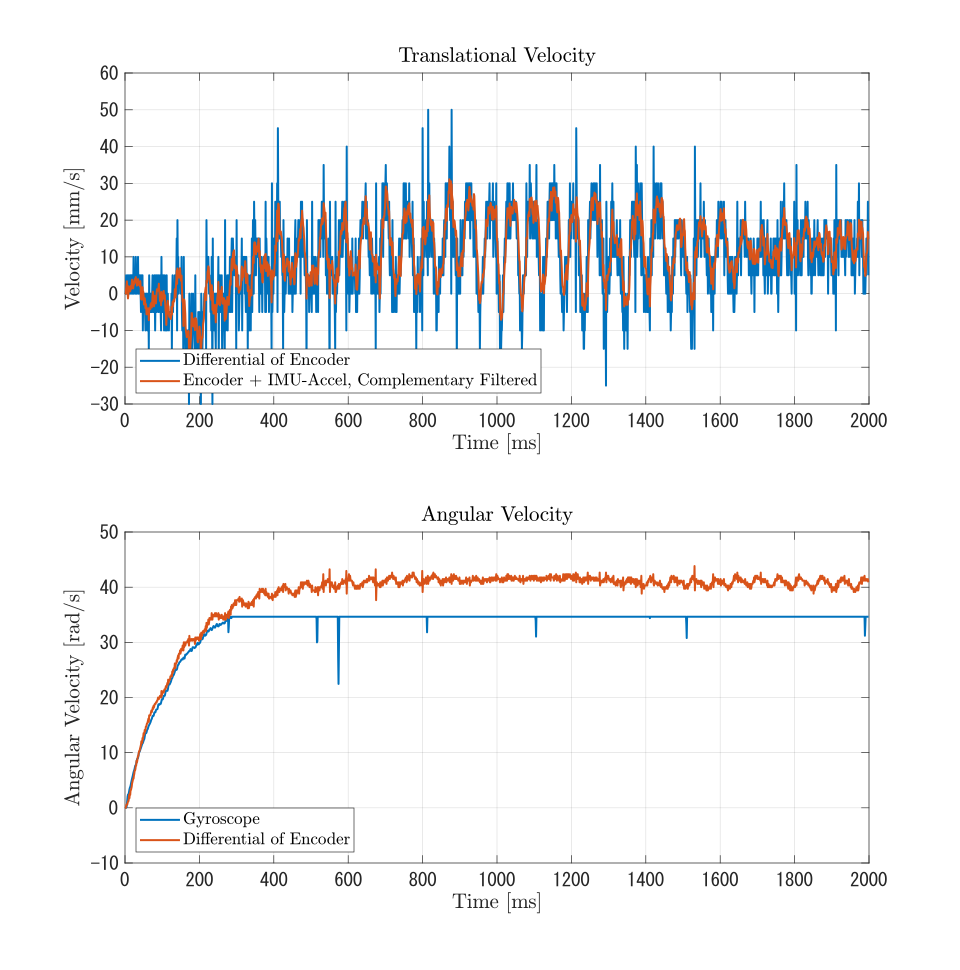 Translational Velocity
60
50
40
30
20
10
0
−10
−20
−30
Velocity [mm/s]
Differential of Encoder
Encoder + IMU-Accel, Complementary Filtered
0 200 400 600 800 1000 1200 1400 1600 1800 2000
Time [ms]
Angular Velocity
50
40
30
20
10
0
−10
Angular Velocity [rad/s]
Gyroscope
Differential of Encoder
0 200 400 600 800 1000 1200 1400 1600 1800 2000
Time [ms]